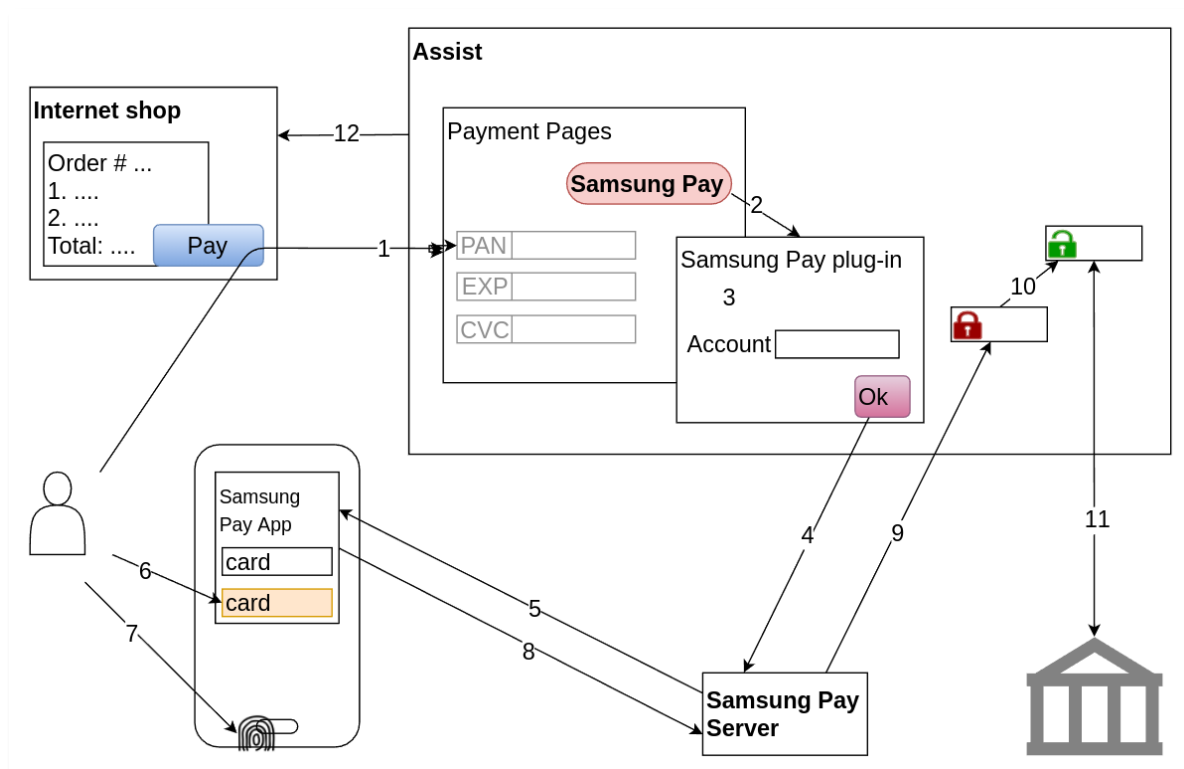 Assist
Internet shop
Order # ...
1. ....
2. ....
Total: ....
Pay
12
1
Payment Pages
Samsung Pay
2
PAN
EXP
CVC
Samsung Pay plug-in
3
Account
Ok
10
4
9
11
Samsung
Pay App
card
card
6
7
5
8
Samsung Pay
Server